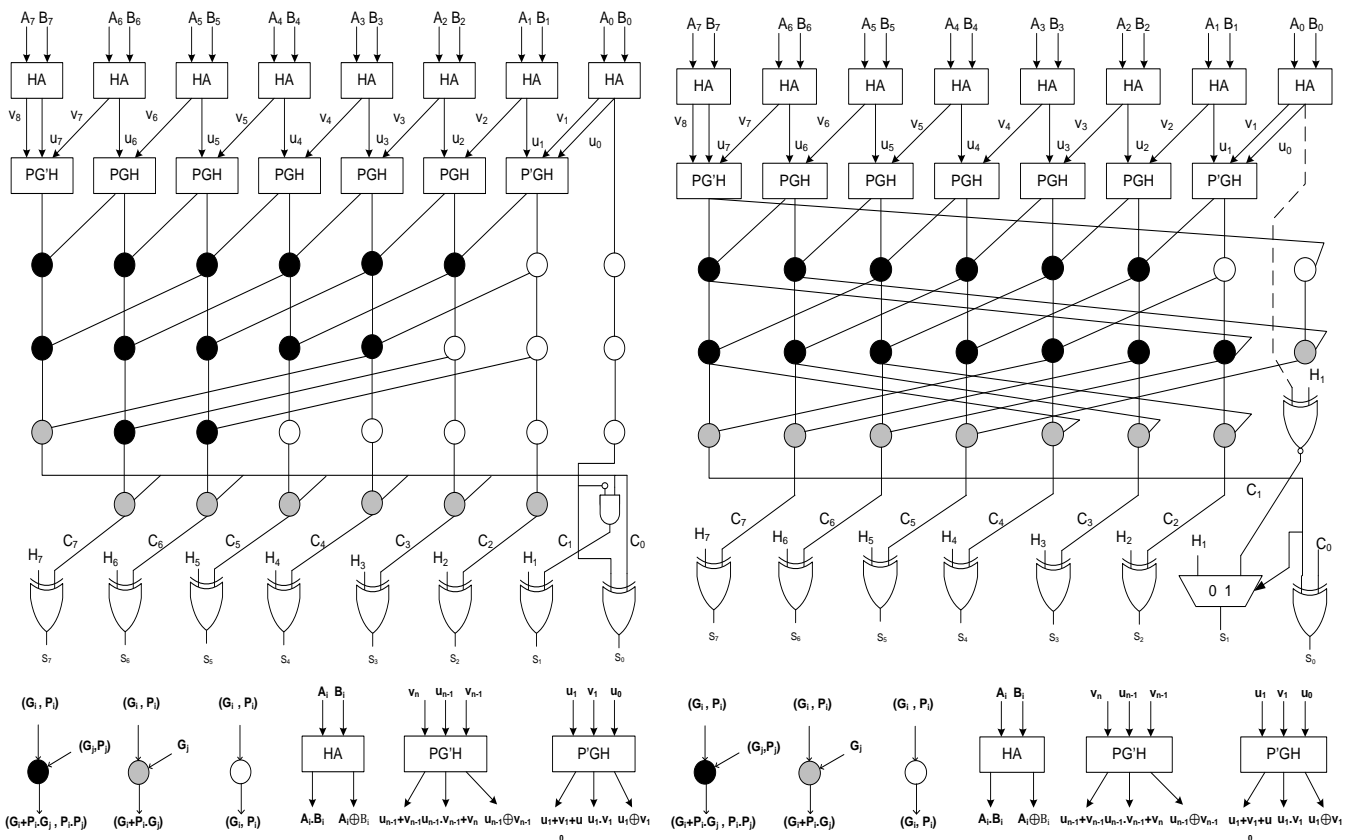 A7 B7 A6 B6 A5 B5 A4 B4 A3 B3 A2 B2 A1 B1 A0 B0
HA HA HA HA HA HA HA HA
v8 v7 v6 v5 v4 v3 v2 v1
u7 u6 u5 u4 u3 u2 u1 u0
PG'H PGH PGH PGH PGH PGH P'GH
C7 C6 C5 C4 C3 C2 C1 C0
H7 H6 H5 H4 H3 H2 H1
S7 S6 S5 S4 S3 S2 S1 S0
(Gi , Pi) (Gi , Pi) (Gi , Pi) Ai Bi vn un-1 vn-1 u1 v1 u0
(Gj,Pj) Gj HA PG'H P'GH
(Gi+Pi.Gj , Pi.Pj) (Gi+Pi.Gj) (Gi, Pi) Ai.Bi Ai⊕Bi un-1+vn-1 un-1.vn-1+vn un-1⊕vn-1 u1+v1+u0 u1.v1 u1⊕v1
A7 B7 A6 B6 A5 B5 A4 B4 A3 B3 A2 B2 A1 B1 A0 B0
HA HA HA HA HA HA HA HA
v8 v7 v6 v5 v4 v3 v2 v1
u7 u6 u5 u4 u3 u2 u1 u0
PG'H PGH PGH PGH PGH PGH P'GH
H1
C1
C7 C6 C5 C4 C3 C2 C0
H7 H6 H5 H4 H3 H2 H1
0 1
S7 S6 S5 S4 S3 S2 S1 S0
(Gi , Pi) (Gi , Pi) (Gi , Pi) Ai Bi vn un-1 vn-1 u1 v1 u0
(Gj,Pj) Gj HA PG'H P'GH
(Gi+Pi.Gj , Pi.Pj) (Gi+Pi.Gj) (Gi, Pi) Ai.Bi Ai⊕Bi un-1+vn-1 un-1.vn-1+vn un-1⊕vn-1 u1+v1+u0 u1.v1 u1⊕v1